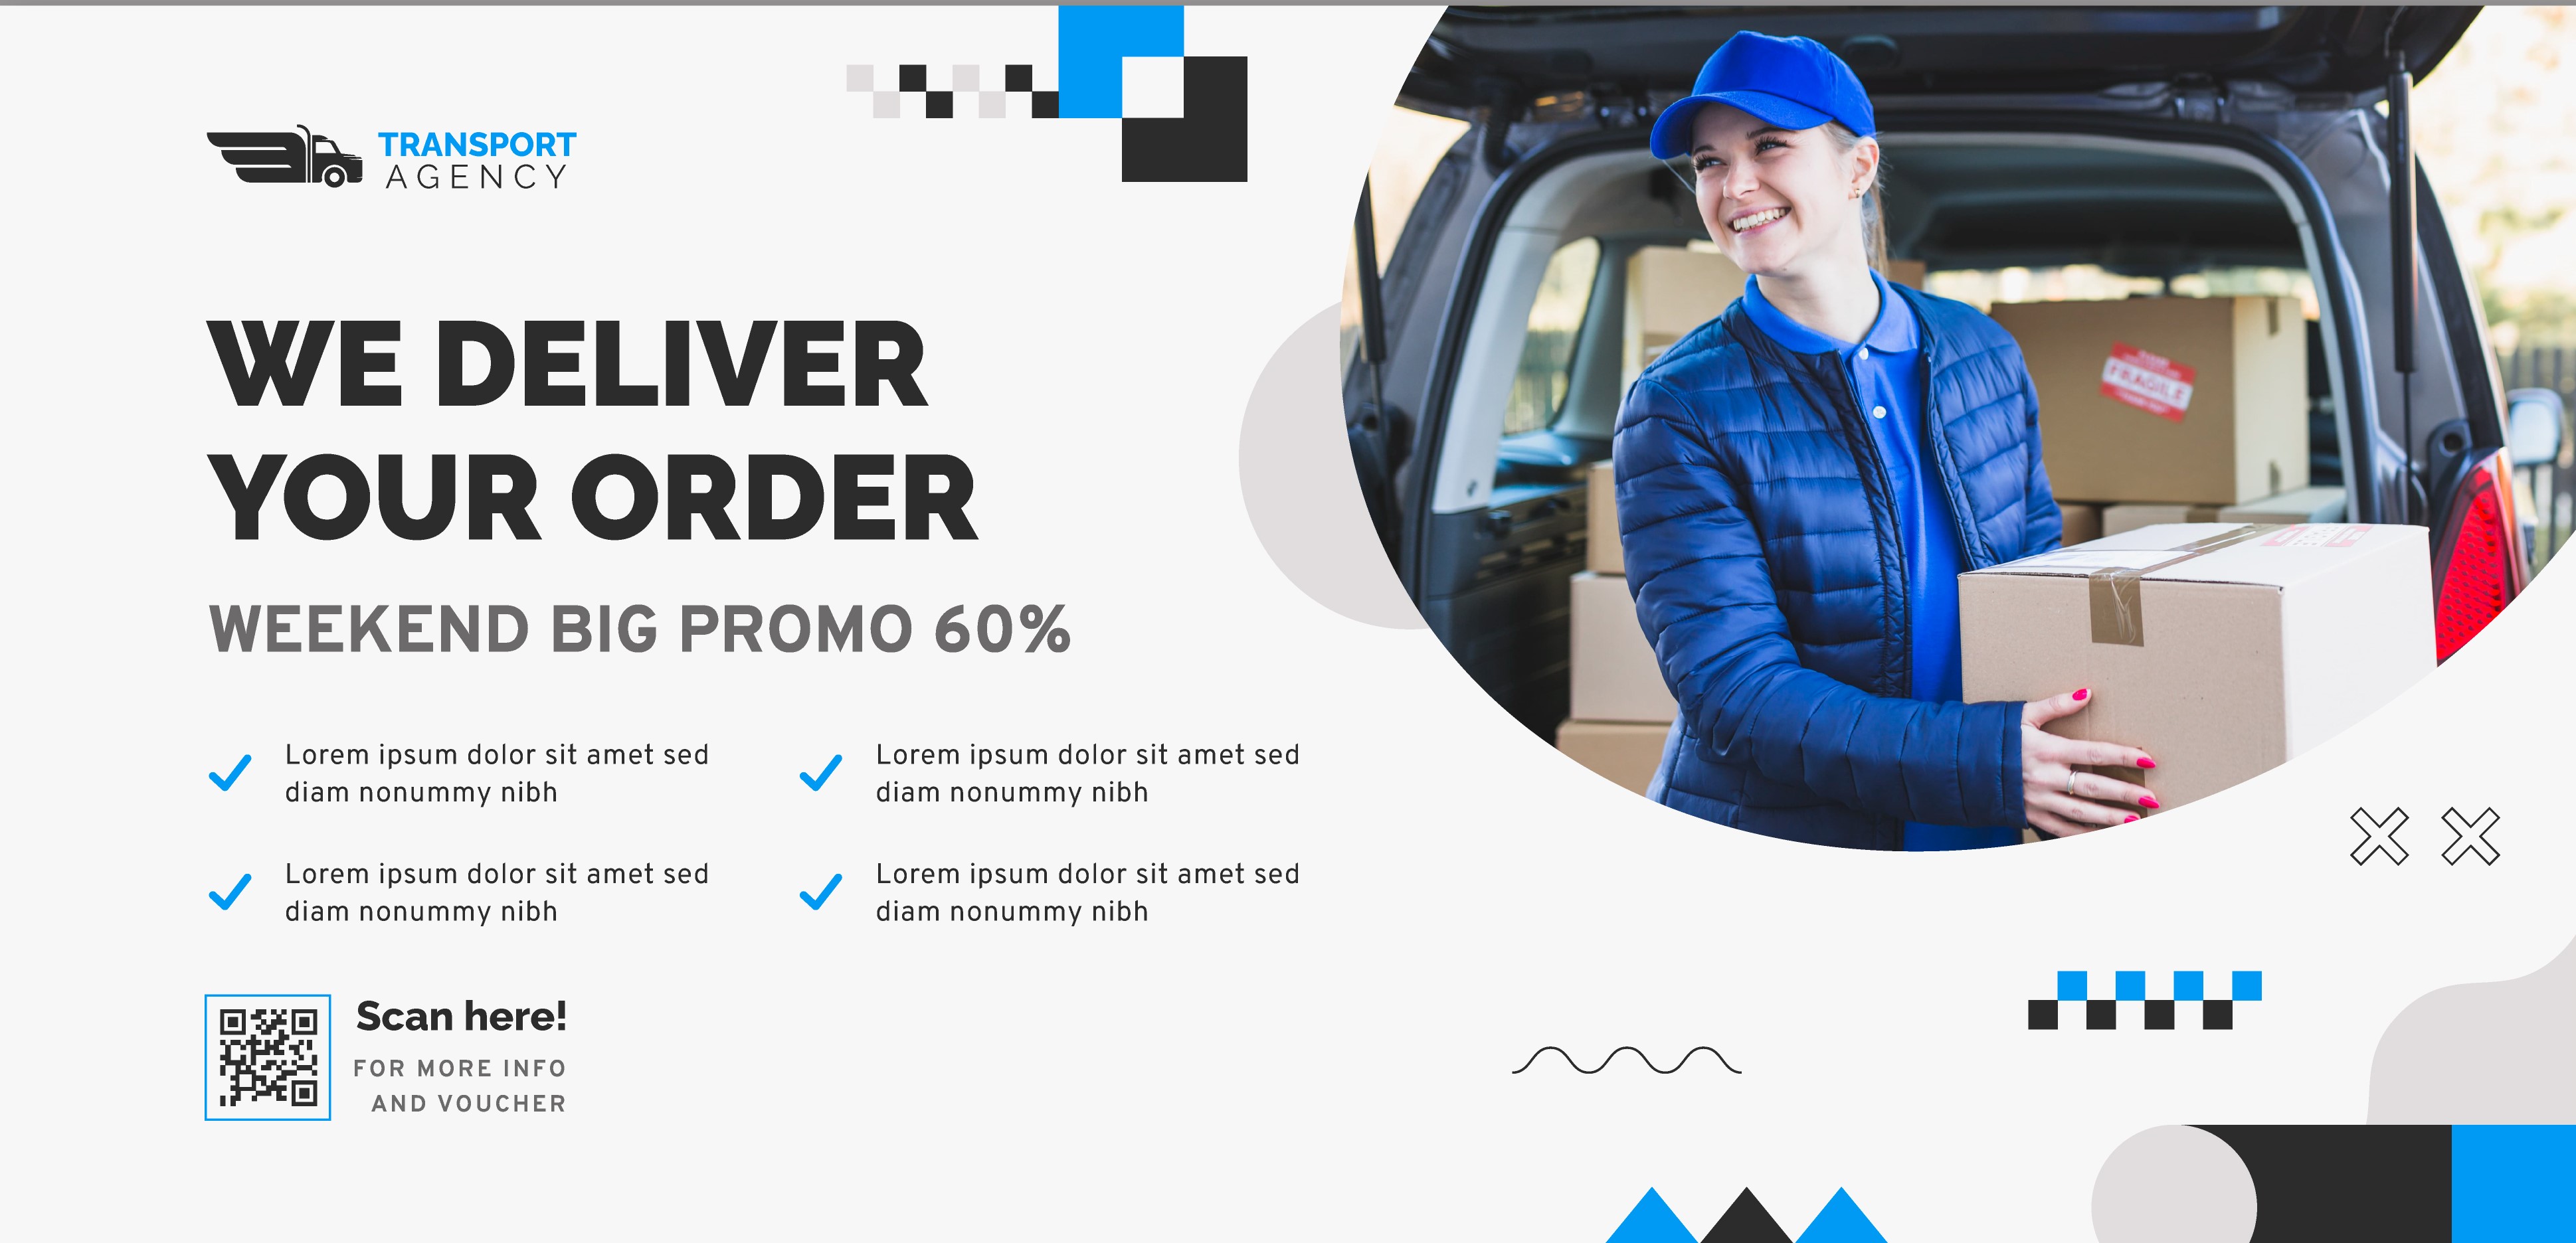 TRANSPORT
AGENCY
WE DELIVER
YOUR ORDER
WEEKEND BIG PROMO 60%
Lorem ipsum dolor sit amet sed
diam nonummy nibh
Lorem ipsum dolor sit amet sed
diam nonummy nibh
Lorem ipsum dolor sit amet sed
diam nonummy nibh
Lorem ipsum dolor sit amet sed
diam nonummy nibh
Scan here!
FOR MORE INFO
AND VOUCHER
FRAGILE